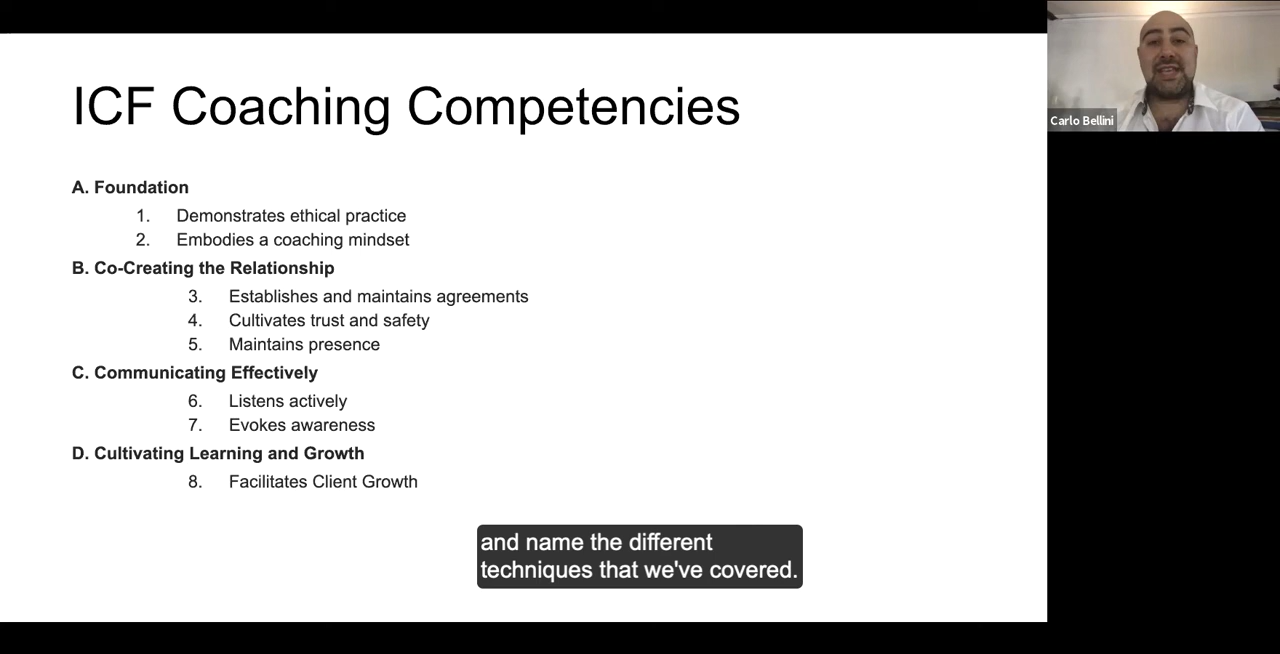 ICF Coaching Competencies
A. Foundation
1. Demonstrates ethical practice
2. Embodies a coaching mindset
B. Co-Creating the Relationship
3. Establishes and maintains agreements
4. Cultivates trust and safety
5. Maintains presence
C. Communicating Effectively
6. Listens actively
7. Evokes awareness
D. Cultivating Learning and Growth
8. Facilitates Client Growth
and name the different
techniques that we've covered.
Carlo Bellini